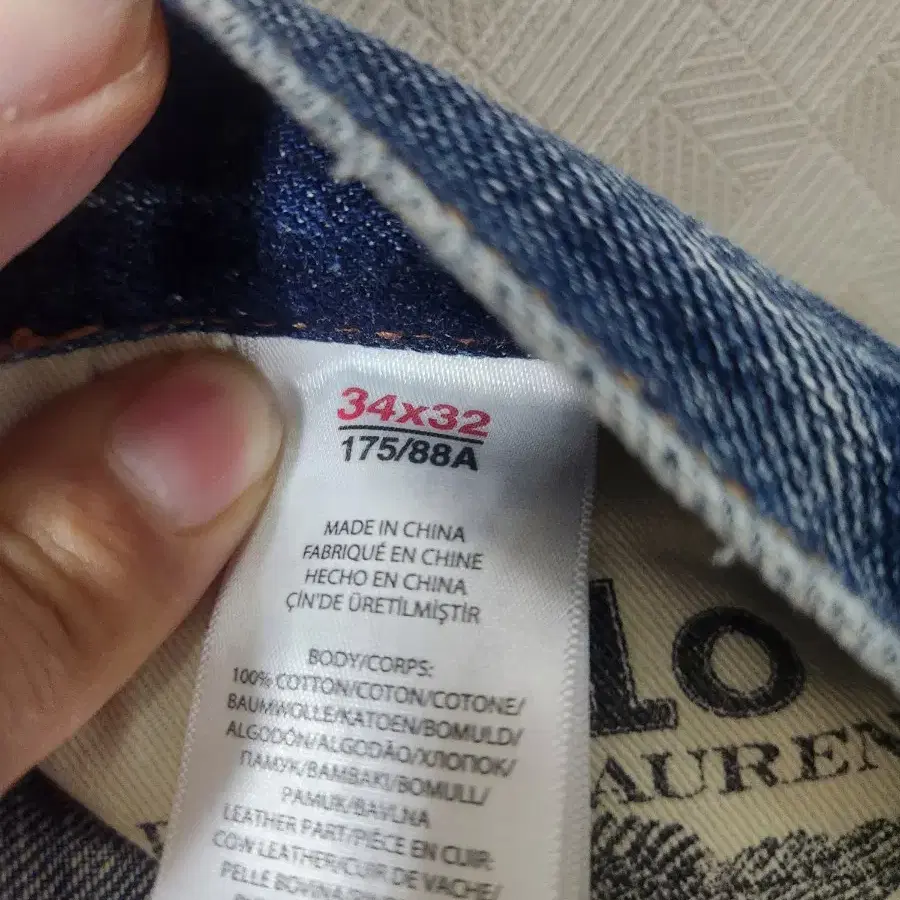 34x32
175/88A
MADE IN CHINA
FABRIQUÉ EN CHINE
HECHO EN CHINA
ÇİN'DE ÜRETİLMİŞTİR
BODY/CORPS:
100% COTTON/COTON/COTONE/
BAUMWOLLE/KATOEN/BOMULD/
ALGODÓN/ALGODÃO/ХЛОПОК/
ПАМУК/BAMBAKI/BOMULL/
PAMUK/BAVLNA
LEATHER PART/PIÈCE EN CUIR:
COW LEATHER/CUIR DE VACHE/
PELLE BOVINA/
LO
AUREN